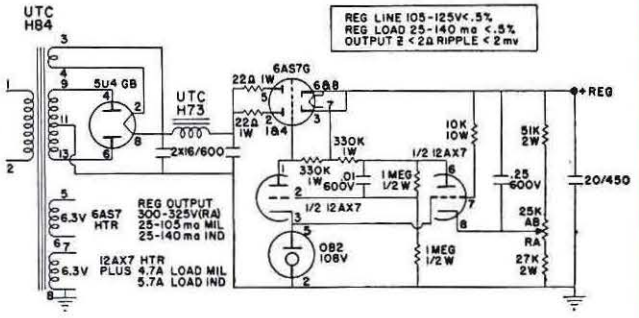 UTC
H84
REG LINE 105-125V<.5%
REG LOAD 25-140 ma <.5%
OUTPUT Z < 2Ω RIPPLE < 2 mv
3
4
1
2
9
11
13
5U4 GB
4
6
2
8
UTC
H73
2X16/600
22Ω 1W
22Ω
1W
6AS7G
5
2
1&4
6&8
3
7
330K
1W
330K
1W
.01
600V
1 MEG
1/2W
1/2 12AX7
1
2
3
1/2 12AX7
6
7
8
10K
10W
.25
600V
51K
2W
25K
AB
RA
27K
2W
+ REG
20/450
1 MEG
1/2W
5
OB2
108V
2
5
6.3V
6AS7
HTR
6
7
6.3V
8
REG OUTPUT
300-325V(RA)
25-105 ma MIL
25-140 ma IND
12AX7 HTR
PLUS 4.7A LOAD MIL
5.7A LOAD IND